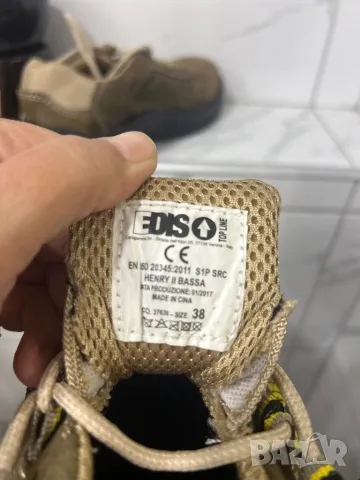 EDISO TOP LINE
CE
EN ISO 20345:2011 S1P SRC
HENRY II BASSA
DATA PRODUZIONE: 01/2017
MADE IN CINA
SIZE 38
BAZAR